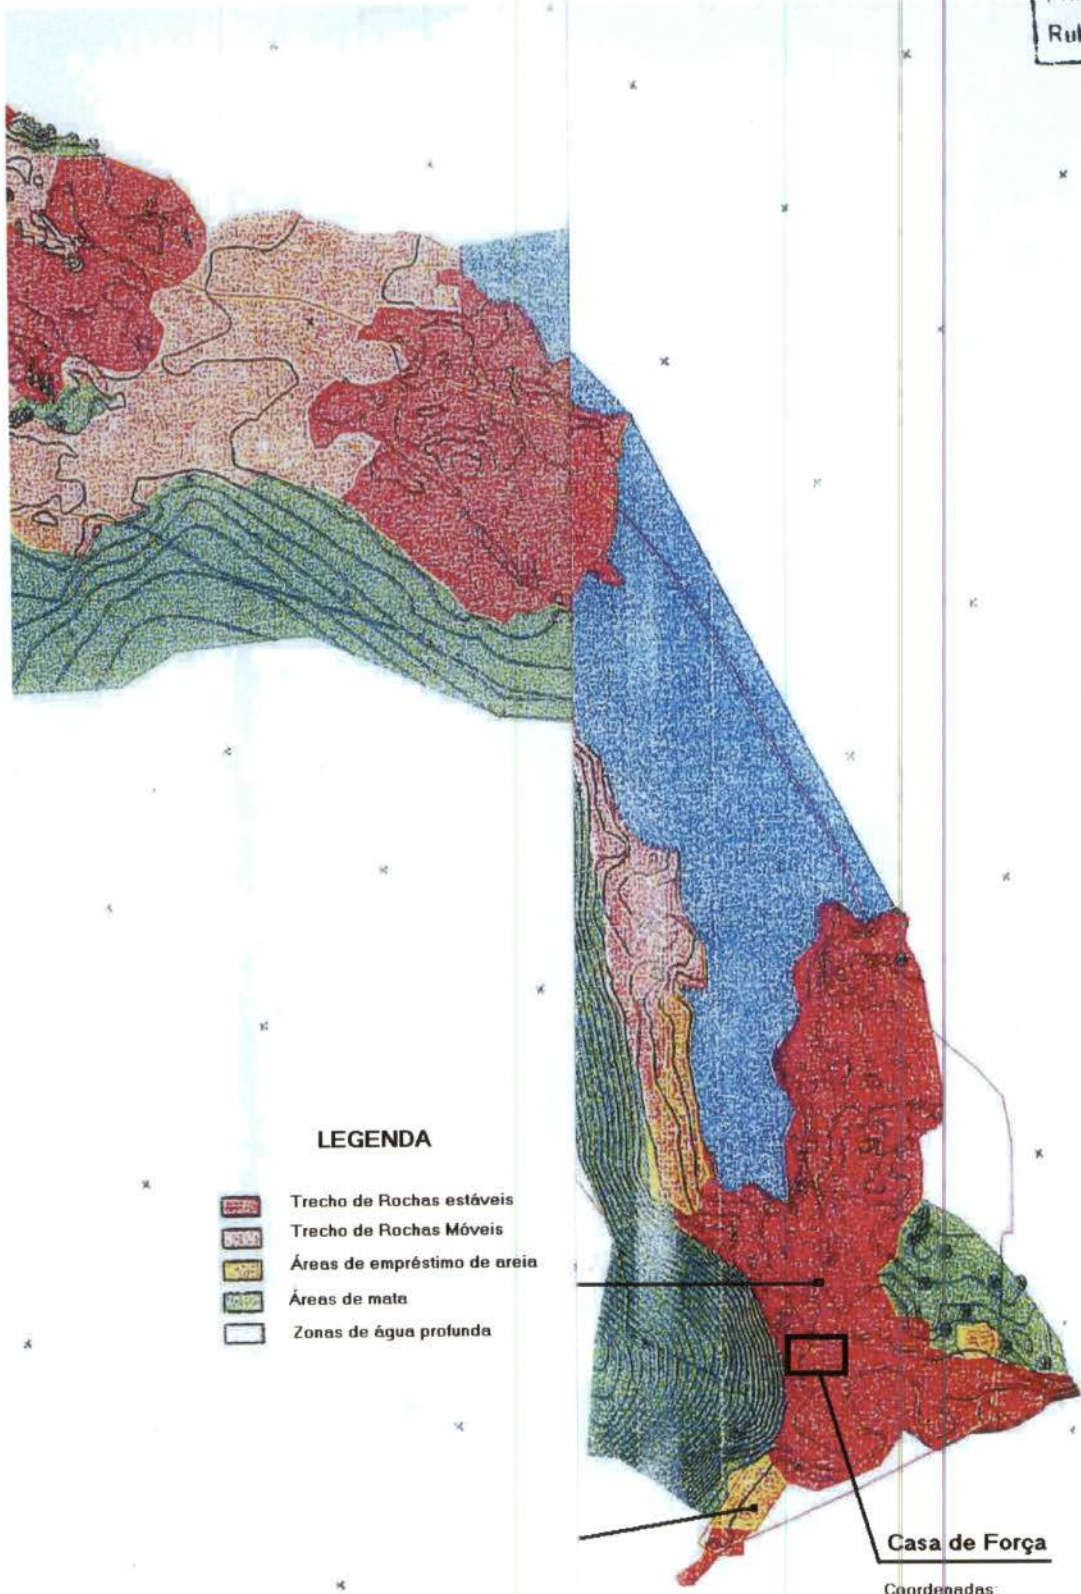 LEGENDA
Trecho de Rochas estáveis
Trecho de Rochas Móveis
Áreas de empréstimo de areia
Áreas de mata
Zonas de água profunda
Casa de Força
Coordenadas: